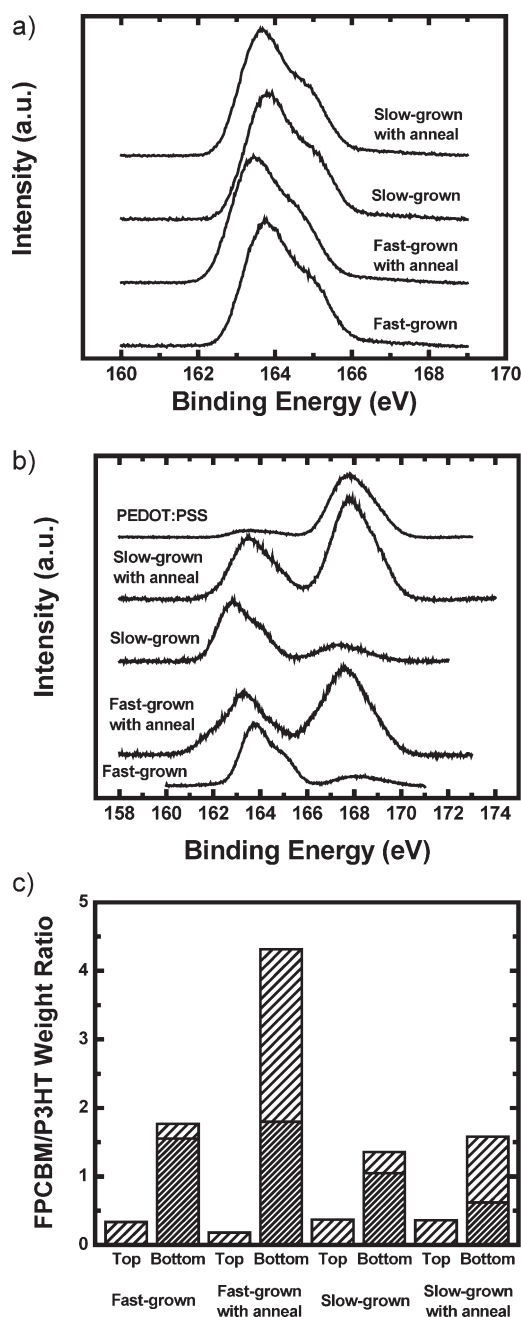 a)
Intensity (a.u.)
Slow-grown
with anneal
Slow-grown
Fast-grown
with anneal
Fast-grown
160 162 164 166 168 170
Binding Energy (eV)
b)
Intensity (a.u.)
PEDOT:PSS
Slow-grown
with anneal
Slow-grown
Fast-grown
with anneal
Fast-grown
158 160 162 164 166 168 170 172 174
Binding Energy (eV)
c)
FPCBM/P3HT Weight Ratio
5
4
3
2
1
0
Top Bottom Top Bottom Top Bottom Top Bottom
Fast-grown Fast-grown Slow-grown Slow-grown
with anneal with anneal